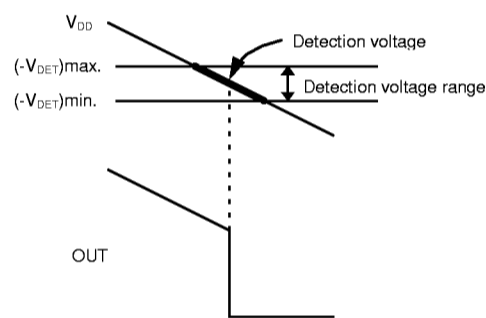 VDD
Detection voltage
(-VDET)max.
Detection voltage range
(-VDET)min.
OUT